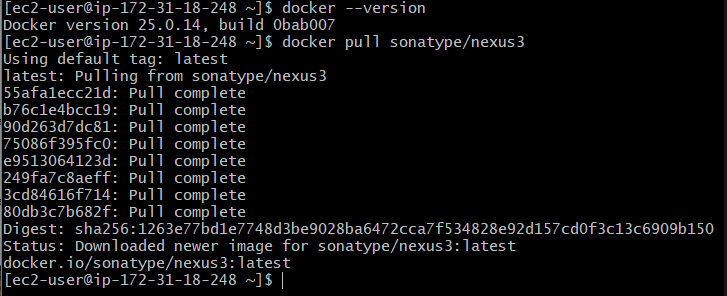 [ec2-user@ip-172-31-18-248 ~]$ docker --version
Docker version 25.0.14, build 0bab007
[ec2-user@ip-172-31-18-248 ~]$ docker pull sonatype/nexus3
Using default tag: latest
latest: Pulling from sonatype/nexus3
55afa1ecc21d: Pull complete
b76c1e4bcc19: Pull complete
90d263d7dc81: Pull complete
75086f395fc0: Pull complete
e9513064123d: Pull complete
249fa7c8aeff: Pull complete
3cd84616f714: Pull complete
80db3c7b682f: Pull complete
Digest: sha256:1263e77bd1e7748d3be9028ba6472cca7f534828e92d157cd0f3c13c6909b150
Status: Downloaded newer image for sonatype/nexus3:latest
docker.io/sonatype/nexus3:latest
[ec2-user@ip-172-31-18-248 ~]$